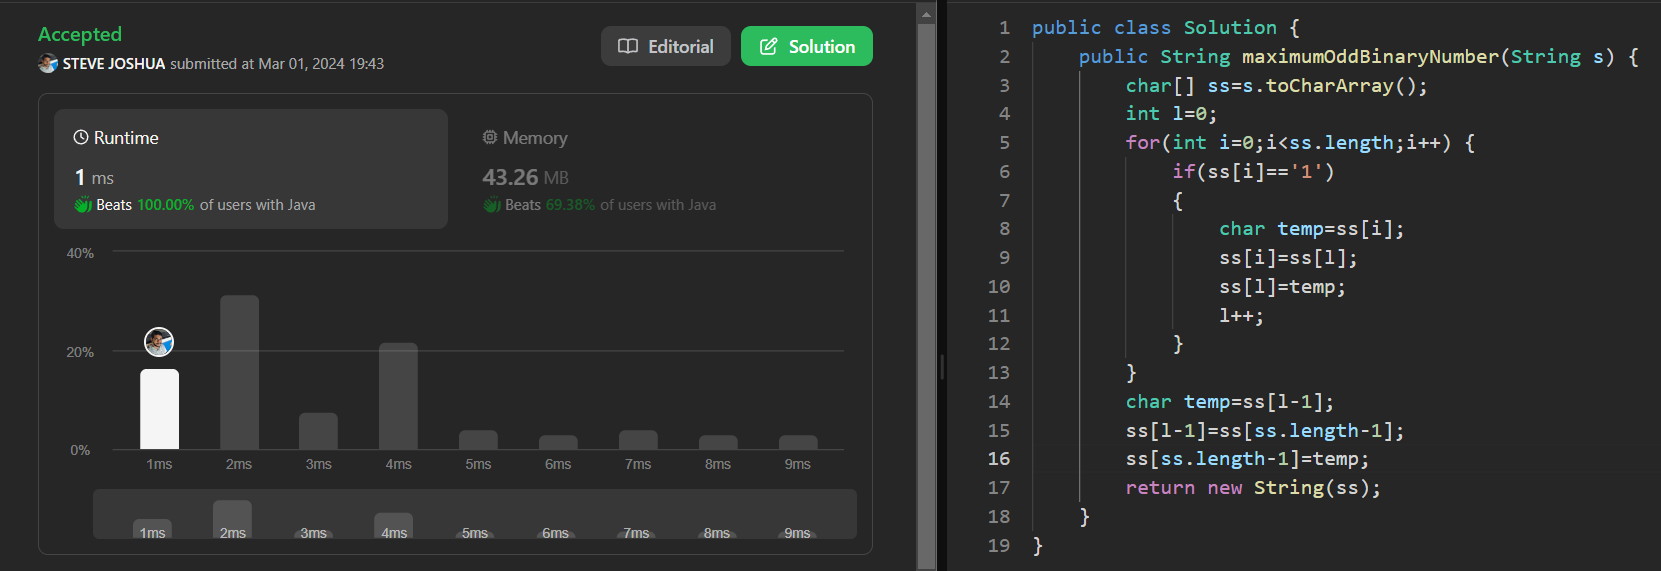 Accepted
STEVE JOSHUA submitted at Mar 01, 2024 19:43
Editorial
Solution
Runtime
1 ms
Beats 100.00% of users with Java
Memory
43.26 MB
Beats 69.38% of users with Java
40%
20%
0%
1ms 2ms 3ms 4ms 5ms 6ms 7ms 8ms 9ms
1ms 2ms 3ms 4ms 5ms 6ms 7ms 8ms 9ms
1 public class Solution {
2 public String maximumOddBinaryNumber(String s) {
3 char[] ss=s.toCharArray();
4 int l=0;
5 for(int i=0;i<ss.length;i++) {
6 if(ss[i]=='1')
7 {
8 char temp=ss[i];
9 ss[i]=ss[l];
10 ss[l]=temp;
11 l++;
12 }
13 }
14 char temp=ss[l-1];
15 ss[l-1]=ss[ss.length-1];
16 ss[ss.length-1]=temp;
17 return new String(ss);
18 }
19 }